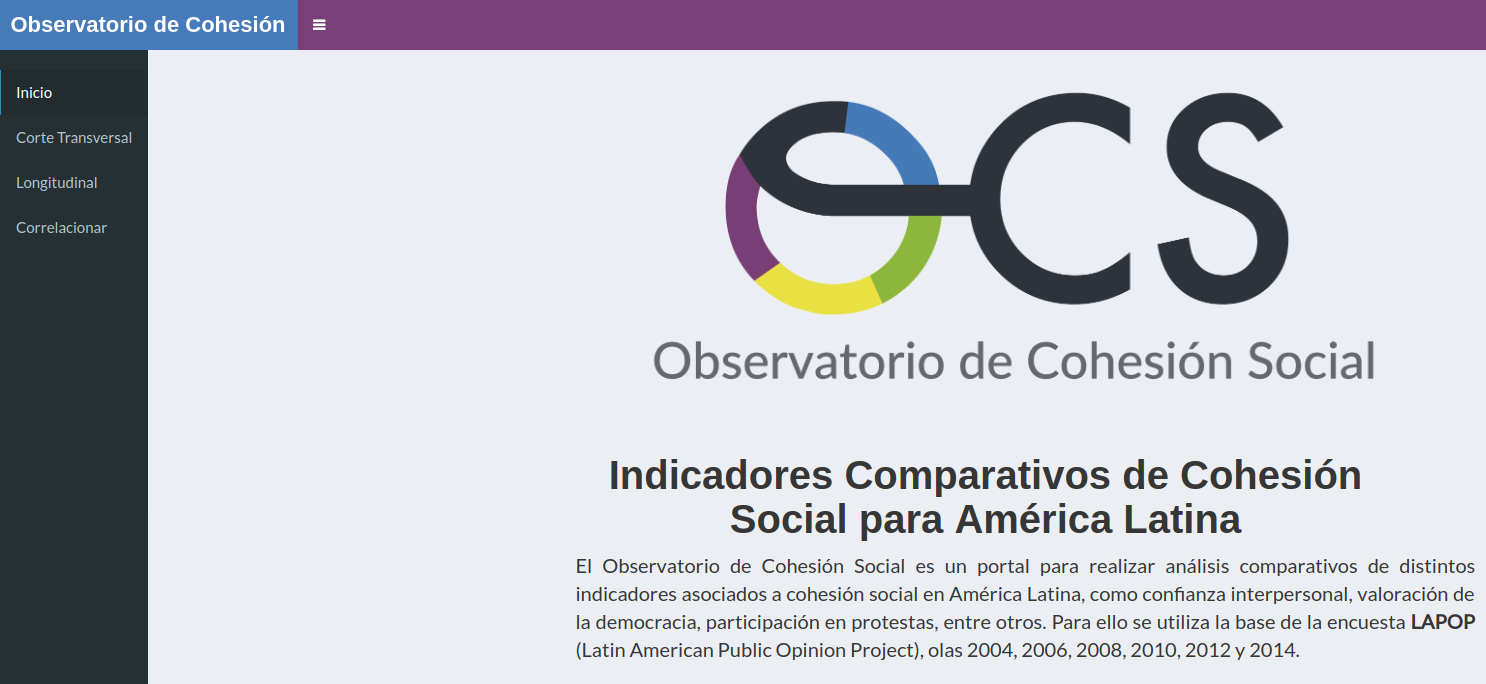 Observatorio de Cohesión
Inicio
Corte Transversal
Longitudinal
Correlacionar
OCS
Observatorio de Cohesión Social
Indicadores Comparativos de Cohesión
Social para América Latina
El Observatorio de Cohesión Social es un portal para realizar análisis comparativos de distintos
indicadores asociados a cohesión social en América Latina, como confianza interpersonal, valoración de
la democracia, participación en protestas, entre otros. Para ello se utiliza la base de la encuesta LAPOP
(Latin American Public Opinion Project), olas 2004, 2006, 2008, 2010, 2012 y 2014.